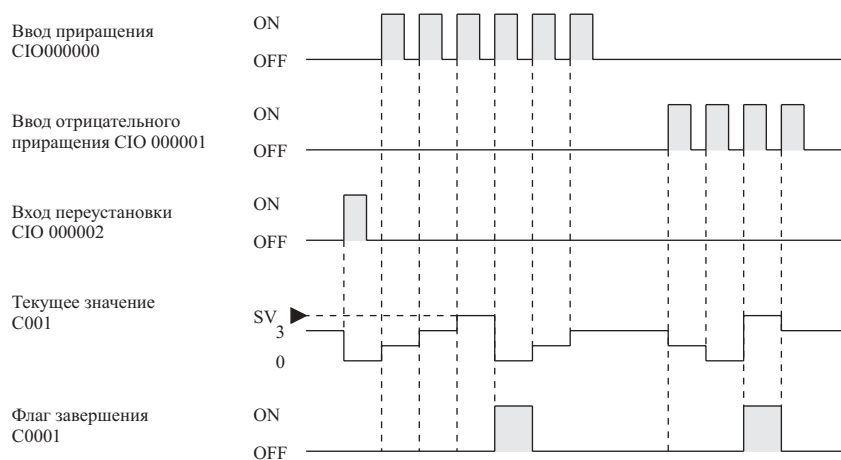 Ввод приращения
CIO000000
ON
OFF
Ввод отрицательного
приращения CIO 000001
ON
OFF
Вход переустановки
CIO 000002
ON
OFF
Текущее значение
C001
SV
3
0
Флаг завершения
C0001
ON
OFF